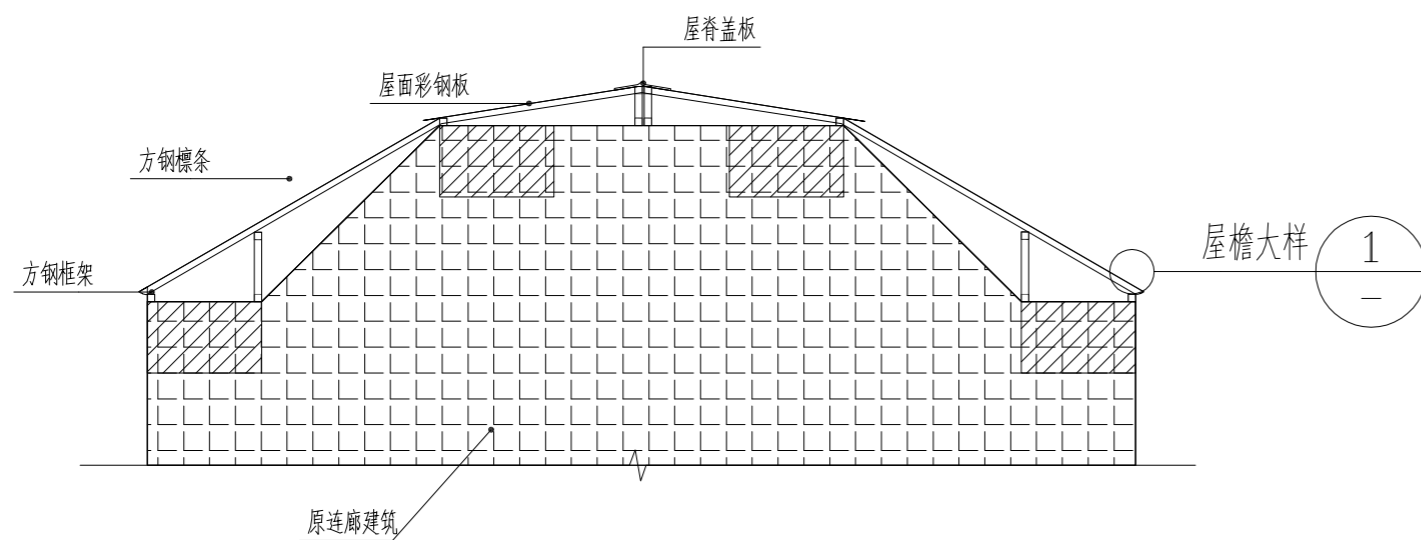 屋脊盖板
屋面彩钢板
方钢檩条
屋檐大样
1
—
方钢框架
原连廊建筑